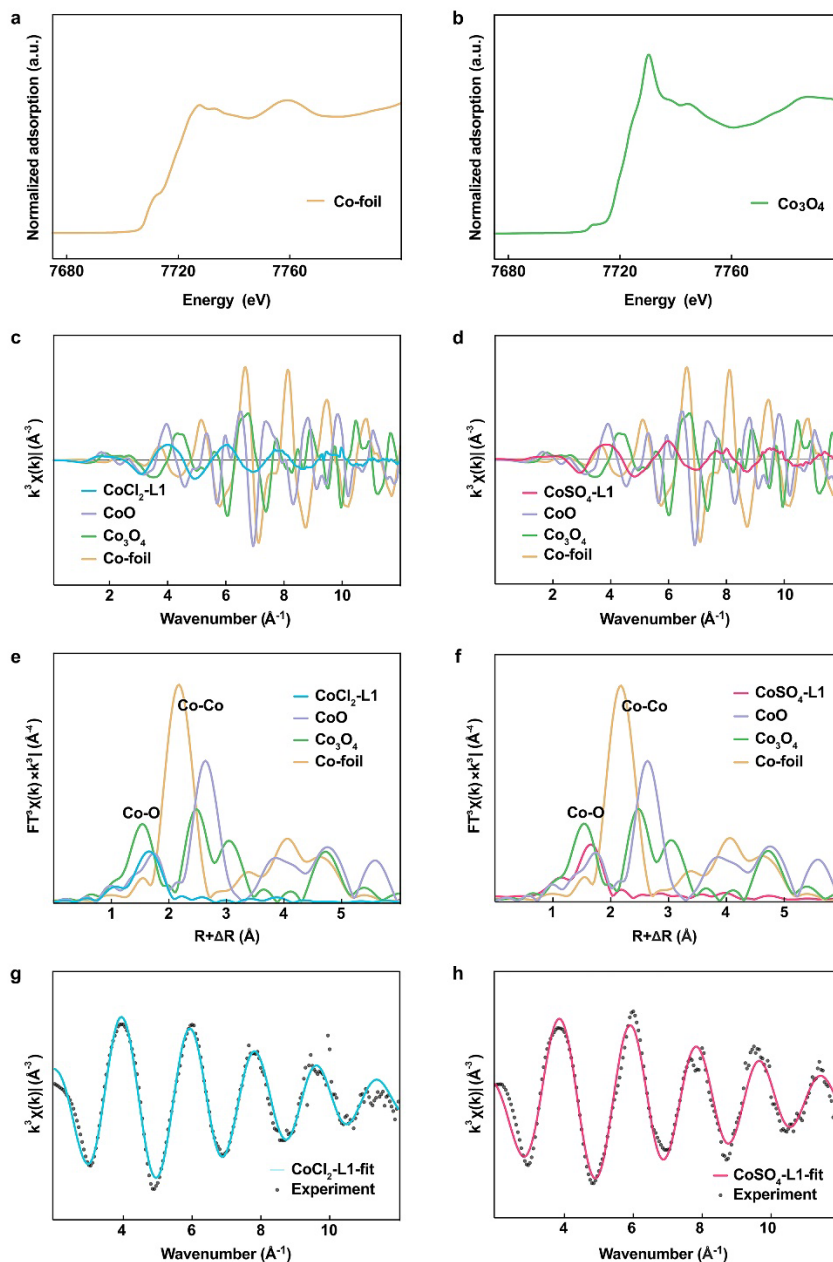 a
Normalized adsorption (a.u.)
Co-foil
7680 7720 7760
Energy (eV)
b
Normalized adsorption (a.u.)
Co₃O₄
7680 7720 7760
Energy (eV)
c
k³χ(k)| (Å⁻³)
CoCl₂-L1
CoO
Co₃O₄
Co-foil
2 4 6 8 10
Wavenumber (Å⁻¹)
d
k³χ(k)| (Å⁻³)
CoSO₄-L1
CoO
Co₃O₄
Co-foil
2 4 6 8 10
Wavenumber (Å⁻¹)
e
FT³χ(k)×k³| (Å⁻⁴)
Co-Co
Co-O
CoCl₂-L1
CoO
Co₃O₄
Co-foil
1 2 3 4 5
R+ΔR (Å)
f
FT³χ(k)×k³| (Å⁻⁴)
Co-Co
Co-O
CoSO₄-L1
CoO
Co₃O₄
Co-foil
1 2 3 4 5
R+ΔR (Å)
g
k³χ(k)| (Å⁻³)
CoCl₂-L1-fit
Experiment
4 6 8 10
Wavenumber (Å⁻¹)
h
k³χ(k)| (Å⁻³)
CoSO₄-L1-fit
Experiment
4 6 8 10
Wavenumber (Å⁻¹)